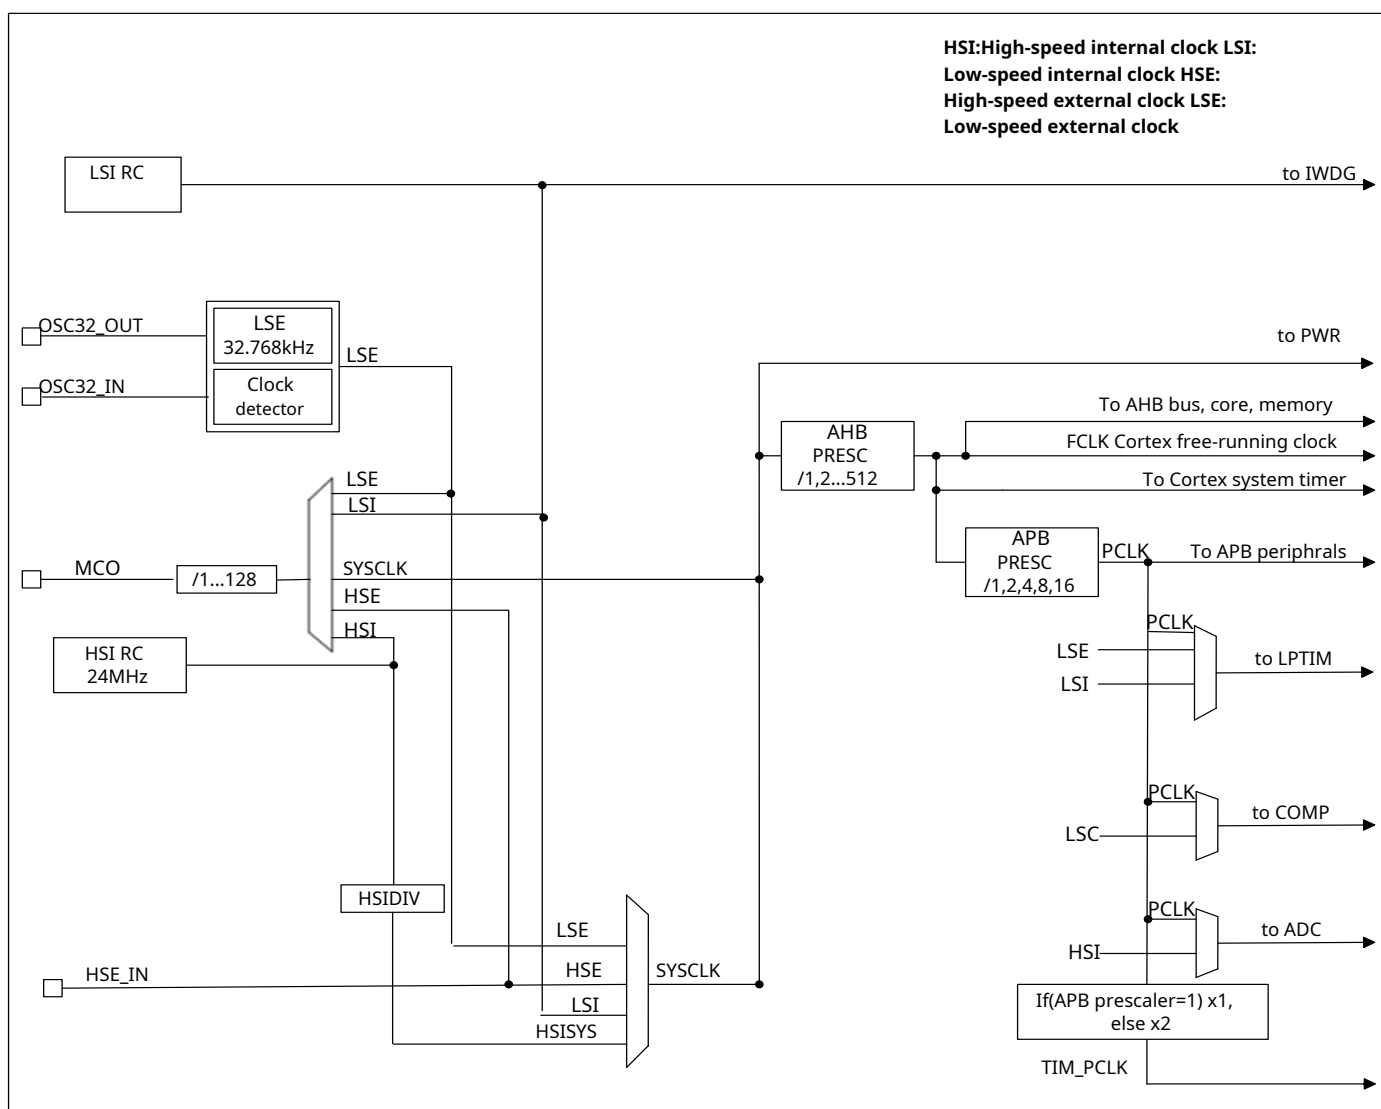 HSI:High-speed internal clock LSI:
Low-speed internal clock HSE:
High-speed external clock LSE:
Low-speed external clock
LSI RC
to IWDG
OSC32_OUT
LSE
32.768kHz
LSE
OSC32_IN
Clock
detector
to PWR
To AHB bus, core, memory
AHB
PRESC
/1,2...512
FCLK Cortex free-running clock
To Cortex system timer
LSE
LSI
APB
PRESC
/1,2,4,8,16
PCLK
To APB periphrals
MCO
/1...128
SYSCLK
HSE
HSI
HSI RC
24MHz
PCLK
LSE
LSI
to LPTIM
PCLK
LSC
to COMP
HSIDIV
PCLK
HSI
to ADC
LSE
HSE_IN
HSE
SYSCLK
LSI
HSISYS
If(APB prescaler=1) x1,
else x2
TIM_PCLK